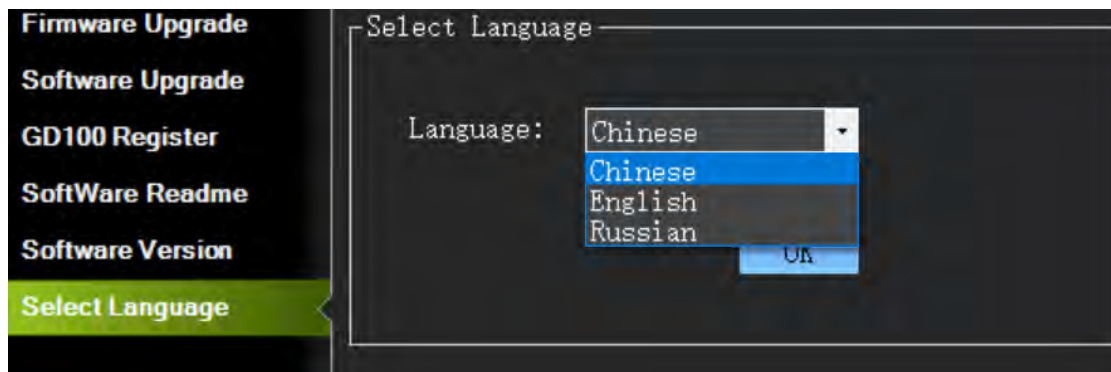 Firmware Upgrade
Software Upgrade
GD100 Register
SoftWare Readme
Software Version
Select Language
Select Language
Language: Chinese
Chinese
English
Russian
OK